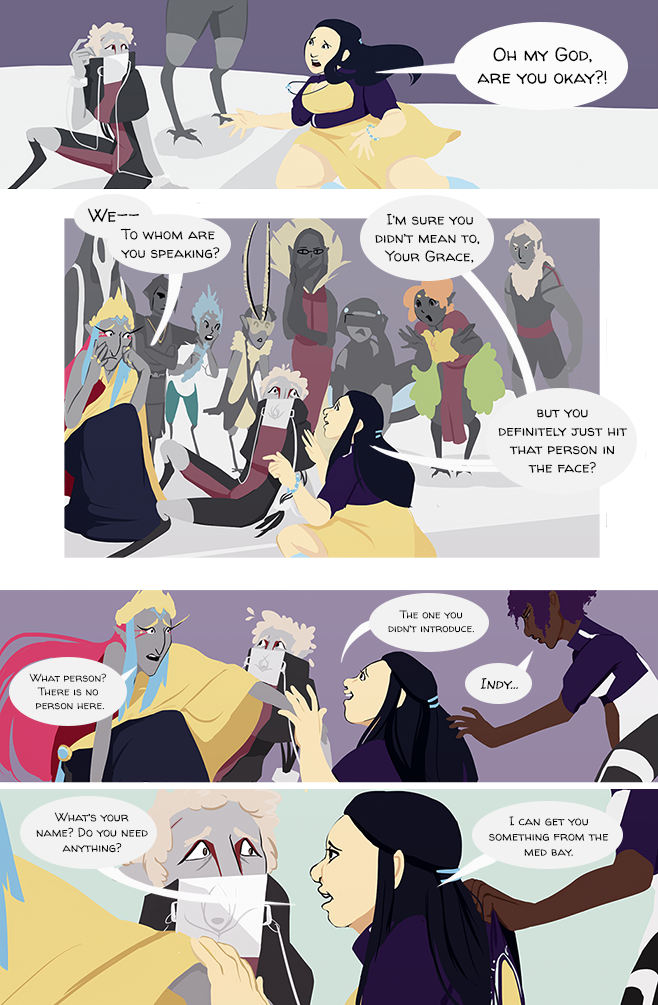 Oh my God,
are you okay?!
We--
To whom are
you speaking?
I'm sure you
didn't mean to,
Your Grace,
but you
definitely just hit
that person in
the face?
What person?
There is no
person here.
The one you
didn't introduce.
Indy...
What's your
name? Do you need
anything?
I can get you
something from the
med bay.